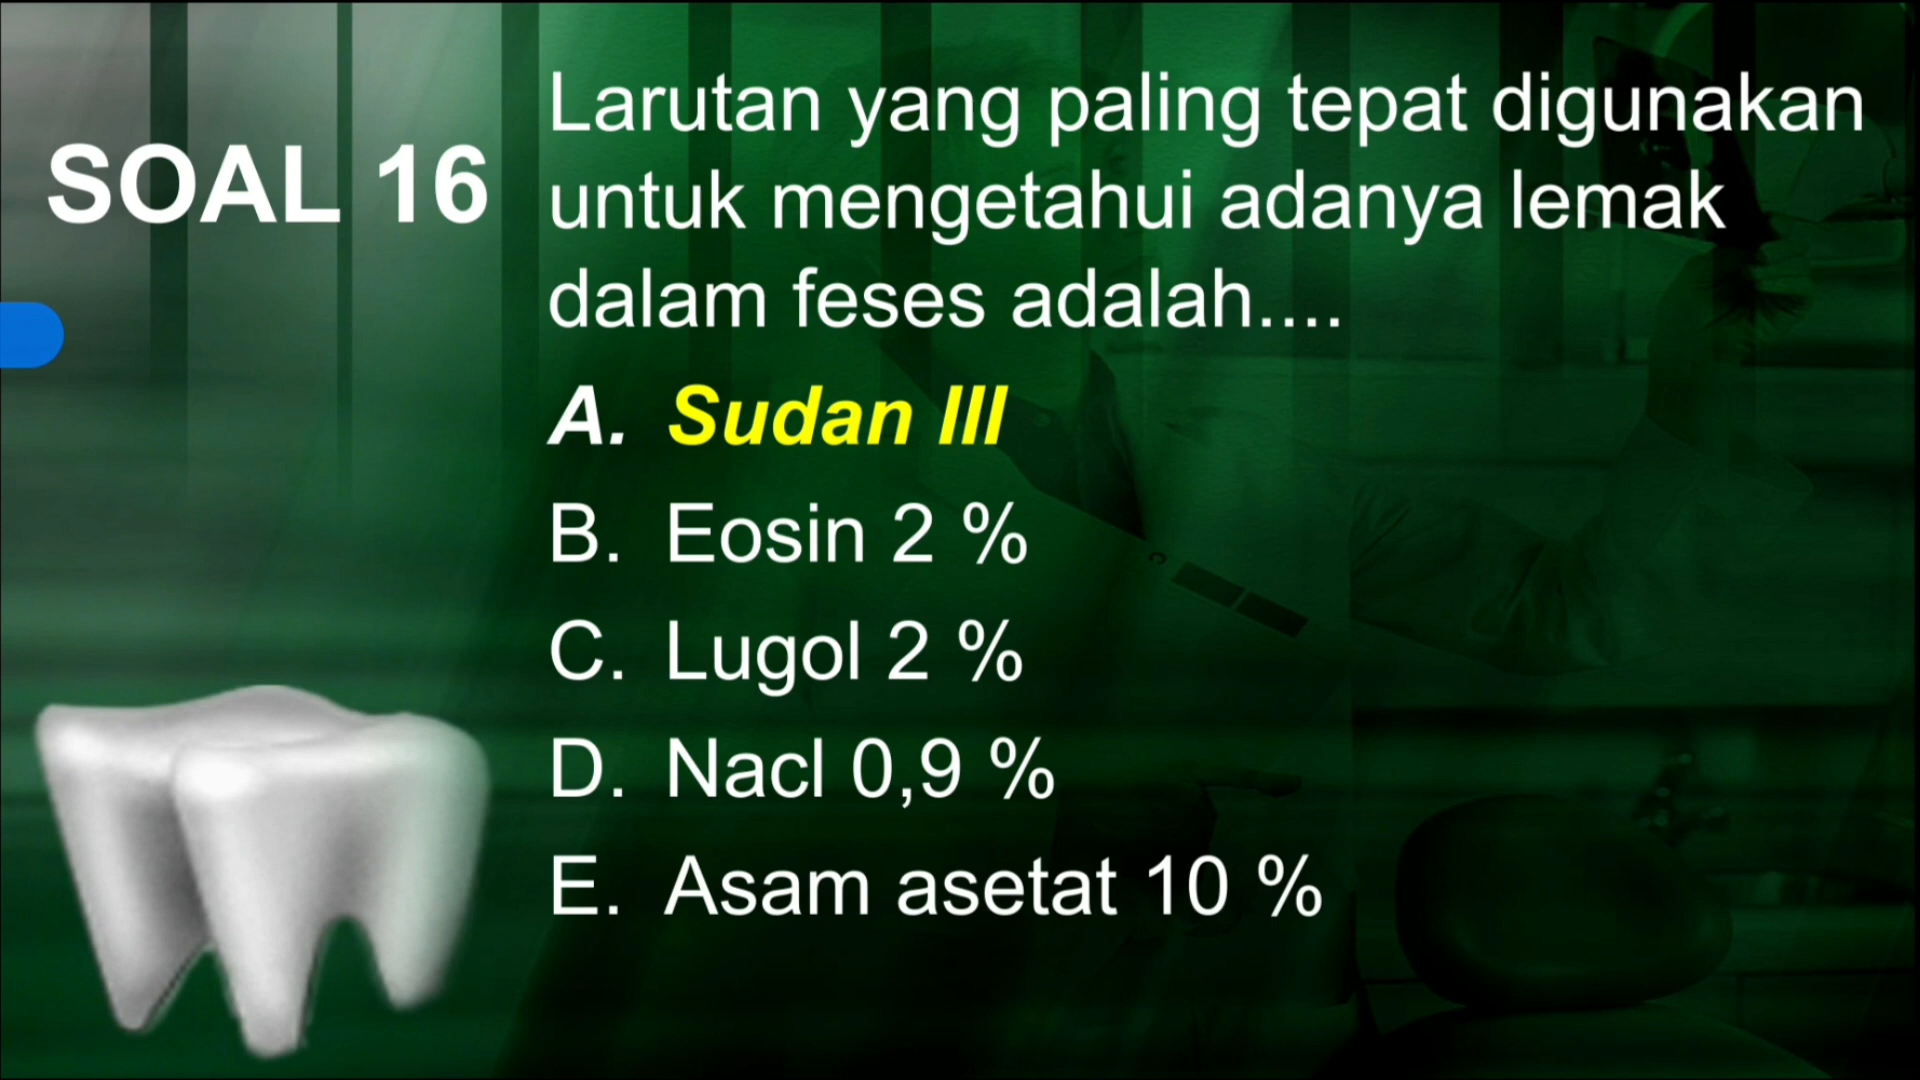 SOAL 16
Larutan yang paling tepat digunakan
untuk mengetahui adanya lemak
dalam feses adalah....
A. Sudan III
B. Eosin 2 %
C. Lugol 2 %
D. Nacl 0,9 %
E. Asam asetat 10 %